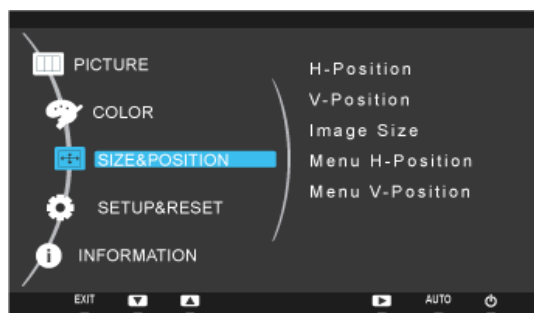 PICTURE
COLOR
SIZE&POSITION
SETUP&RESET
INFORMATION
H-Position
V-Position
Image Size
Menu H-Position
Menu V-Position
EXIT AUTO